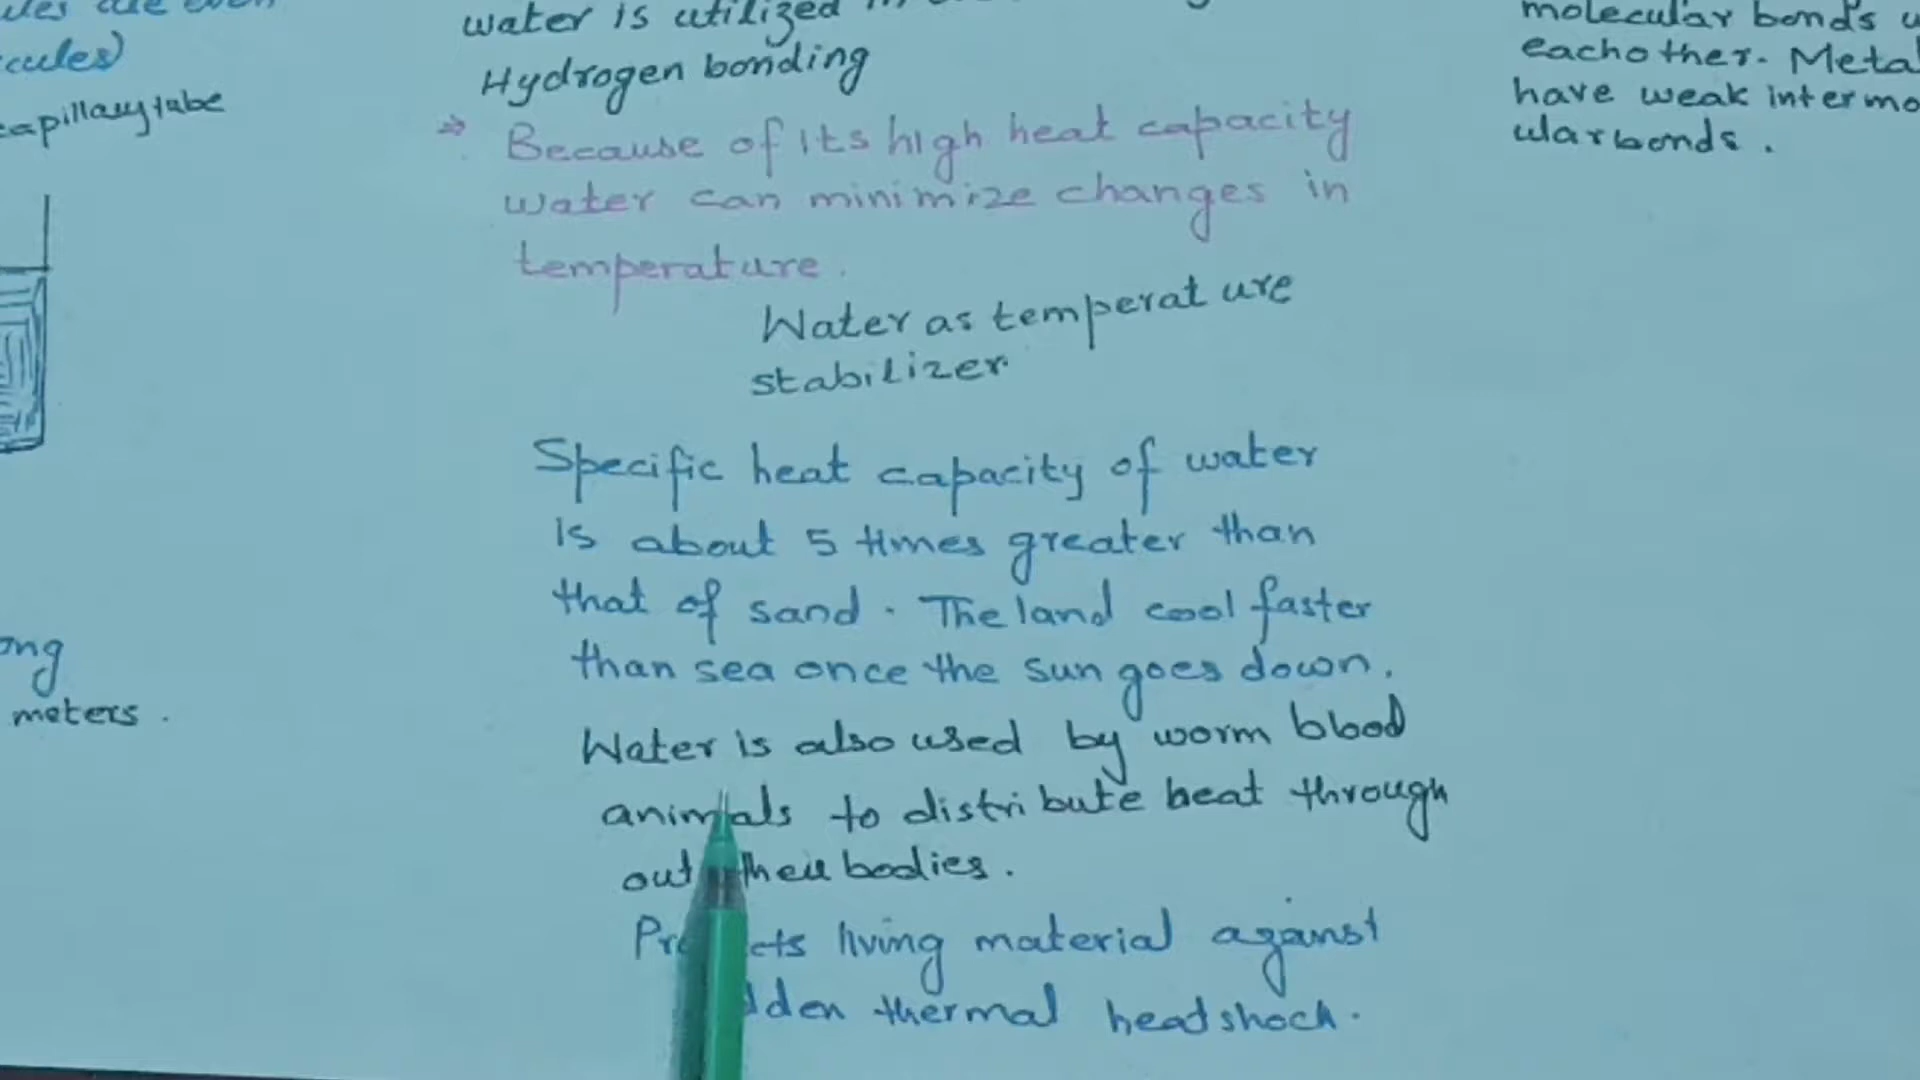 cules)
capillary tube
ong
meters.
water is utilized
Hydrogen bonding
⇒ Because of its high heat capacity
water can minimize changes in
temperature.
Water as temperature
stabilizer.
Specific heat capacity of water
is about 5 times greater than
that of sand. The land cool faster
than sea once the sun goes down.
Water is also used by worm blood
animals to distribute heat through
out their bodies.
living material against
thermal headshock.
molecular bonds
eachother. Metal
have weak intermo
ular bonds.